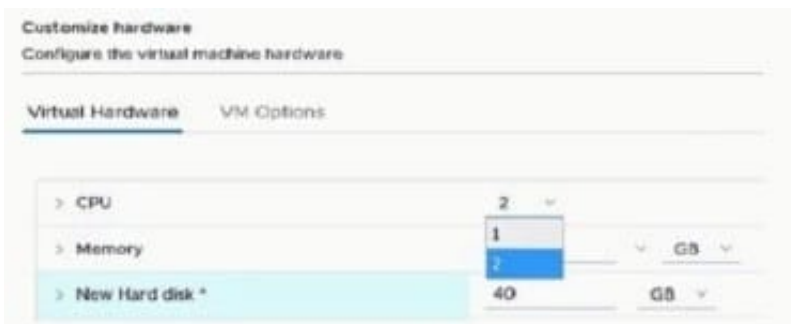 Customize hardware
Configure the virtual machine hardware
Virtual Hardware VM Options
> CPU 2
1
> Memory GB
2
> New Hard disk * 40 GB